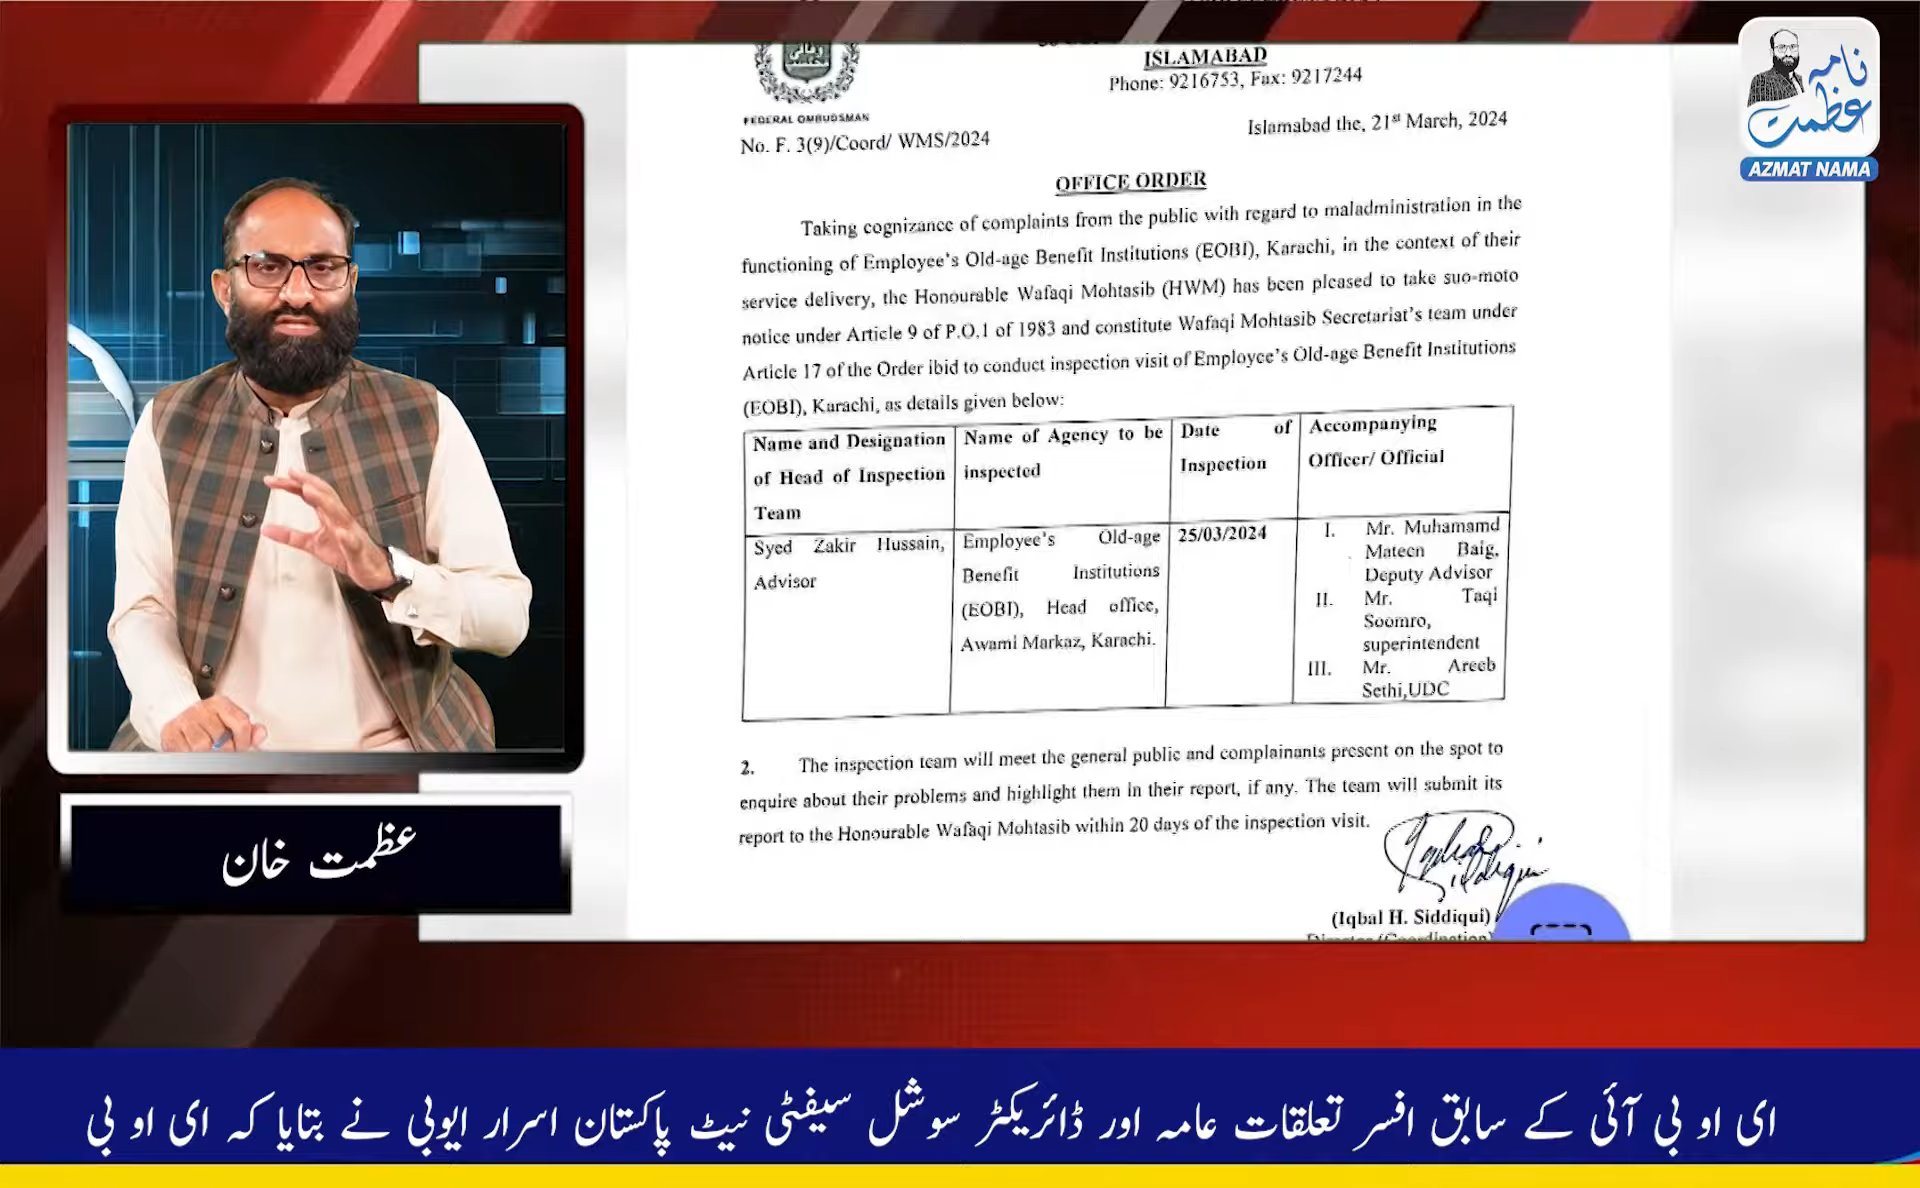 ISLAMABAD
Phone: 9216753, Fax: 9217244
FEDERAL OMBUDSMAN
No. F. 3(9)/Coord/ WMS/2024
Islamabad the, 21st March, 2024
OFFICE ORDER
Taking cognizance of complaints from the public with regard to maladministration in the
functioning of Employee's Old-age Benefit Institutions (EOBI), Karachi, in the context of their
service delivery, the Honourable Wafaqi Mohtasib (HWM) has been pleased to take suo-moto
notice under Article 9 of P.O.1 of 1983 and constitute Wafaqi Mohtasib Secretariat's team under
Article 17 of the Order ibid to conduct inspection visit of Employee's Old-age Benefit Institutions
(EOBI), Karachi, as details given below:
Name and Designation
of Head of Inspection
Team
Name of Agency to be
inspected
Date of
Inspection
Accompanying
Officer/ Official
Syed Zakir Hussain,
Advisor
Employee's Old-age
Benefit Institutions
(EOBI), Head office,
Awami Markaz, Karachi.
25/03/2024
I. Mr. Muhamamd
Mateen Baig,
Deputy Advisor
II. Mr. Taqi
Soomro,
superintendent
III. Mr. Areeb
Sethi,UDC
2. The inspection team will meet the general public and complainants present on the spot to
enquire about their problems and highlight them in their report, if any. The team will submit its
report to the Honourable Wafaqi Mohtasib within 20 days of the inspection visit.
(Iqbal H. Siddiqui)
نامہ
عظمت
AZMAT NAMA
عظمت خان
ای او بی آئی کے سابق افسر تعلقات عامہ اور ڈائریکٹر سوشل سیفٹی نیٹ پاکستان اسرار ایوبی نے بتایا کہ ای او بی